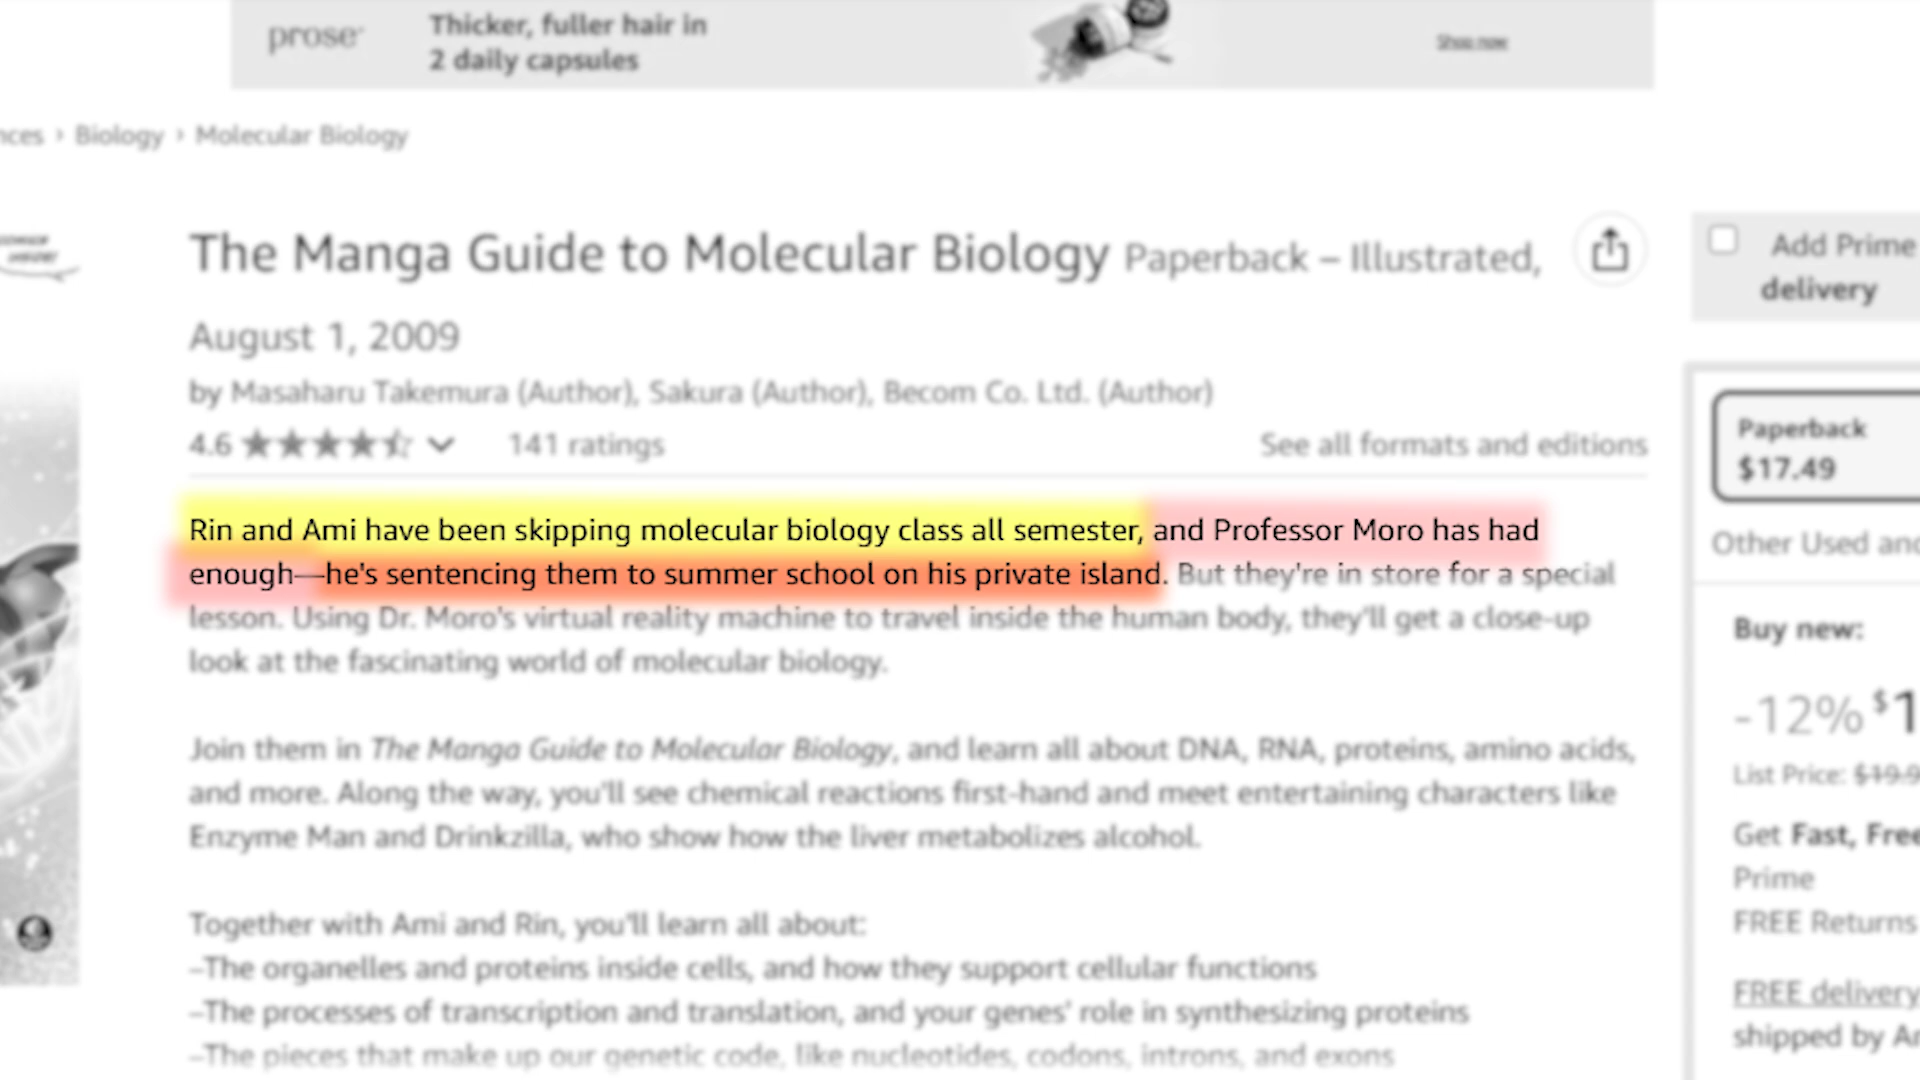 prose
Thicker, fuller hair in
2 daily capsules
Shop now
nces › Biology › Molecular Biology
The Manga Guide to Molecular Biology Paperback – Illustrated,
August 1, 2009
by Masaharu Takemura (Author), Sakura (Author), Becom Co. Ltd. (Author)
4.6 141 ratings See all formats and editions
Rin and Ami have been skipping molecular biology class all semester, and Professor Moro has had
enough—he's sentencing them to summer school on his private island. But they're in store for a special
lesson. Using Dr. Moro's virtual reality machine to travel inside the human body, they'll get a close-up
look at the fascinating world of molecular biology.
Join them in The Manga Guide to Molecular Biology, and learn all about DNA, RNA, proteins, amino acids,
and more. Along the way, you'll see chemical reactions first-hand and meet entertaining characters like
Enzyme Man and Drinkzilla, who show how the liver metabolizes alcohol.
Together with Ami and Rin, you'll learn all about:
–The organelles and proteins inside cells, and how they support cellular functions
–The processes of transcription and translation, and your genes' role in synthesizing proteins
–The pieces that make up our genetic code, like nucleotides, codons, introns, and exons
Add Prime
delivery
Paperback
$17.49
Other Used and
Buy new:
-12% $1
List Price: $19.9
Get Fast, Free
Prime
FREE Returns
FREE delivery
shipped by A